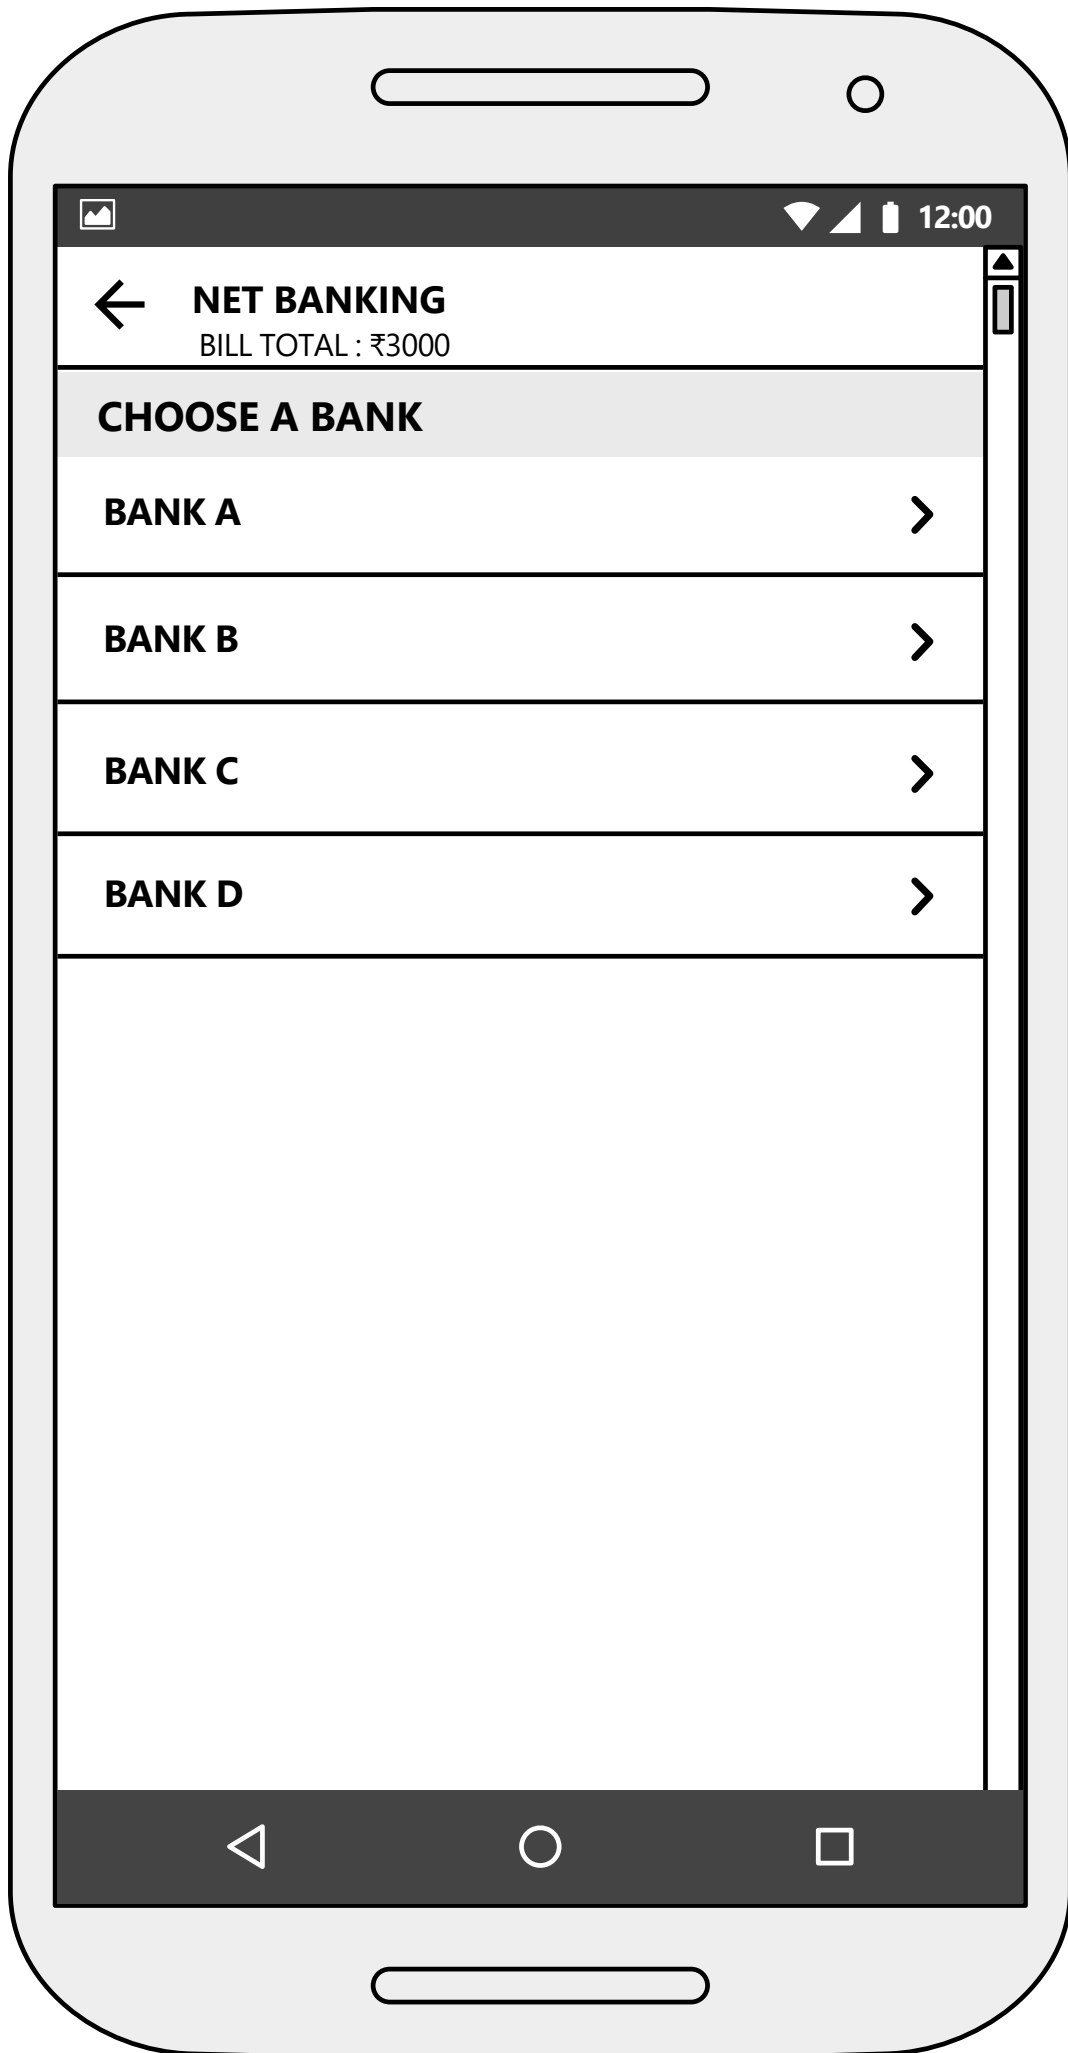 12:00
NET BANKING
BILL TOTAL : ₹3000
CHOOSE A BANK
BANK A
BANK B
BANK C
BANK D